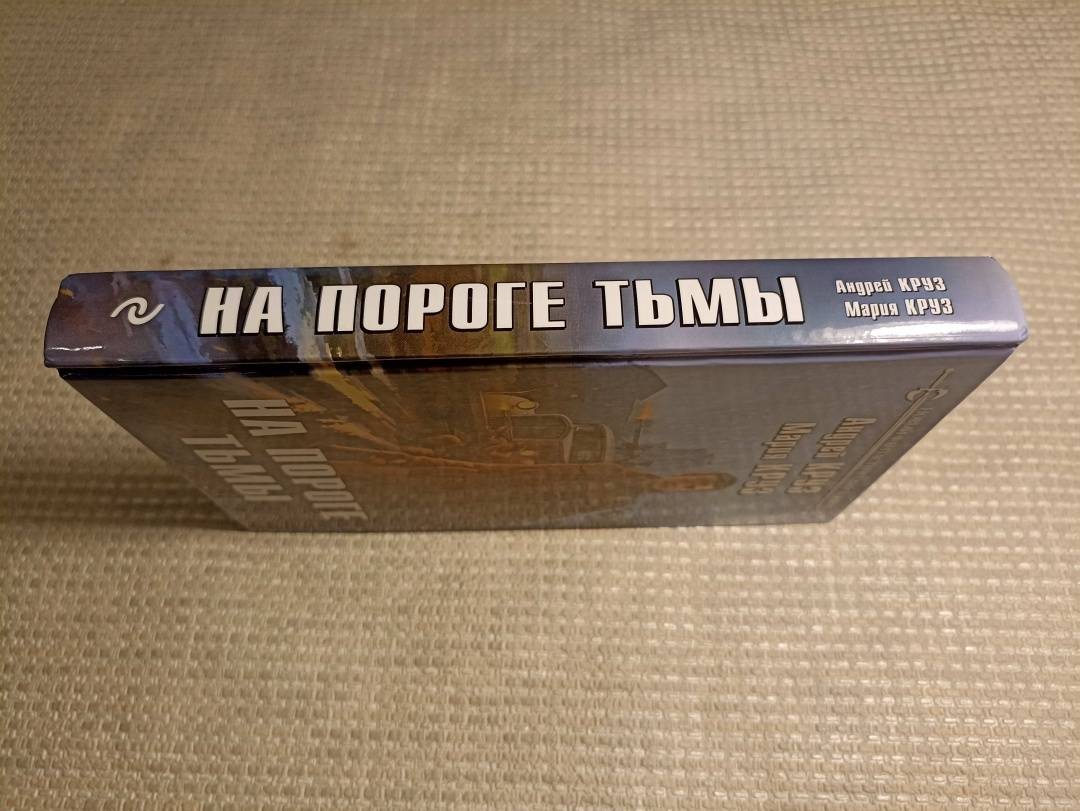 НА ПОРОГЕ ТЬМЫ
Андрей КРУЗ
Мария КРУЗ
НА ПОРОГЕ
ТЬМЫ
Андрей КРУЗ
Мария КРУЗ